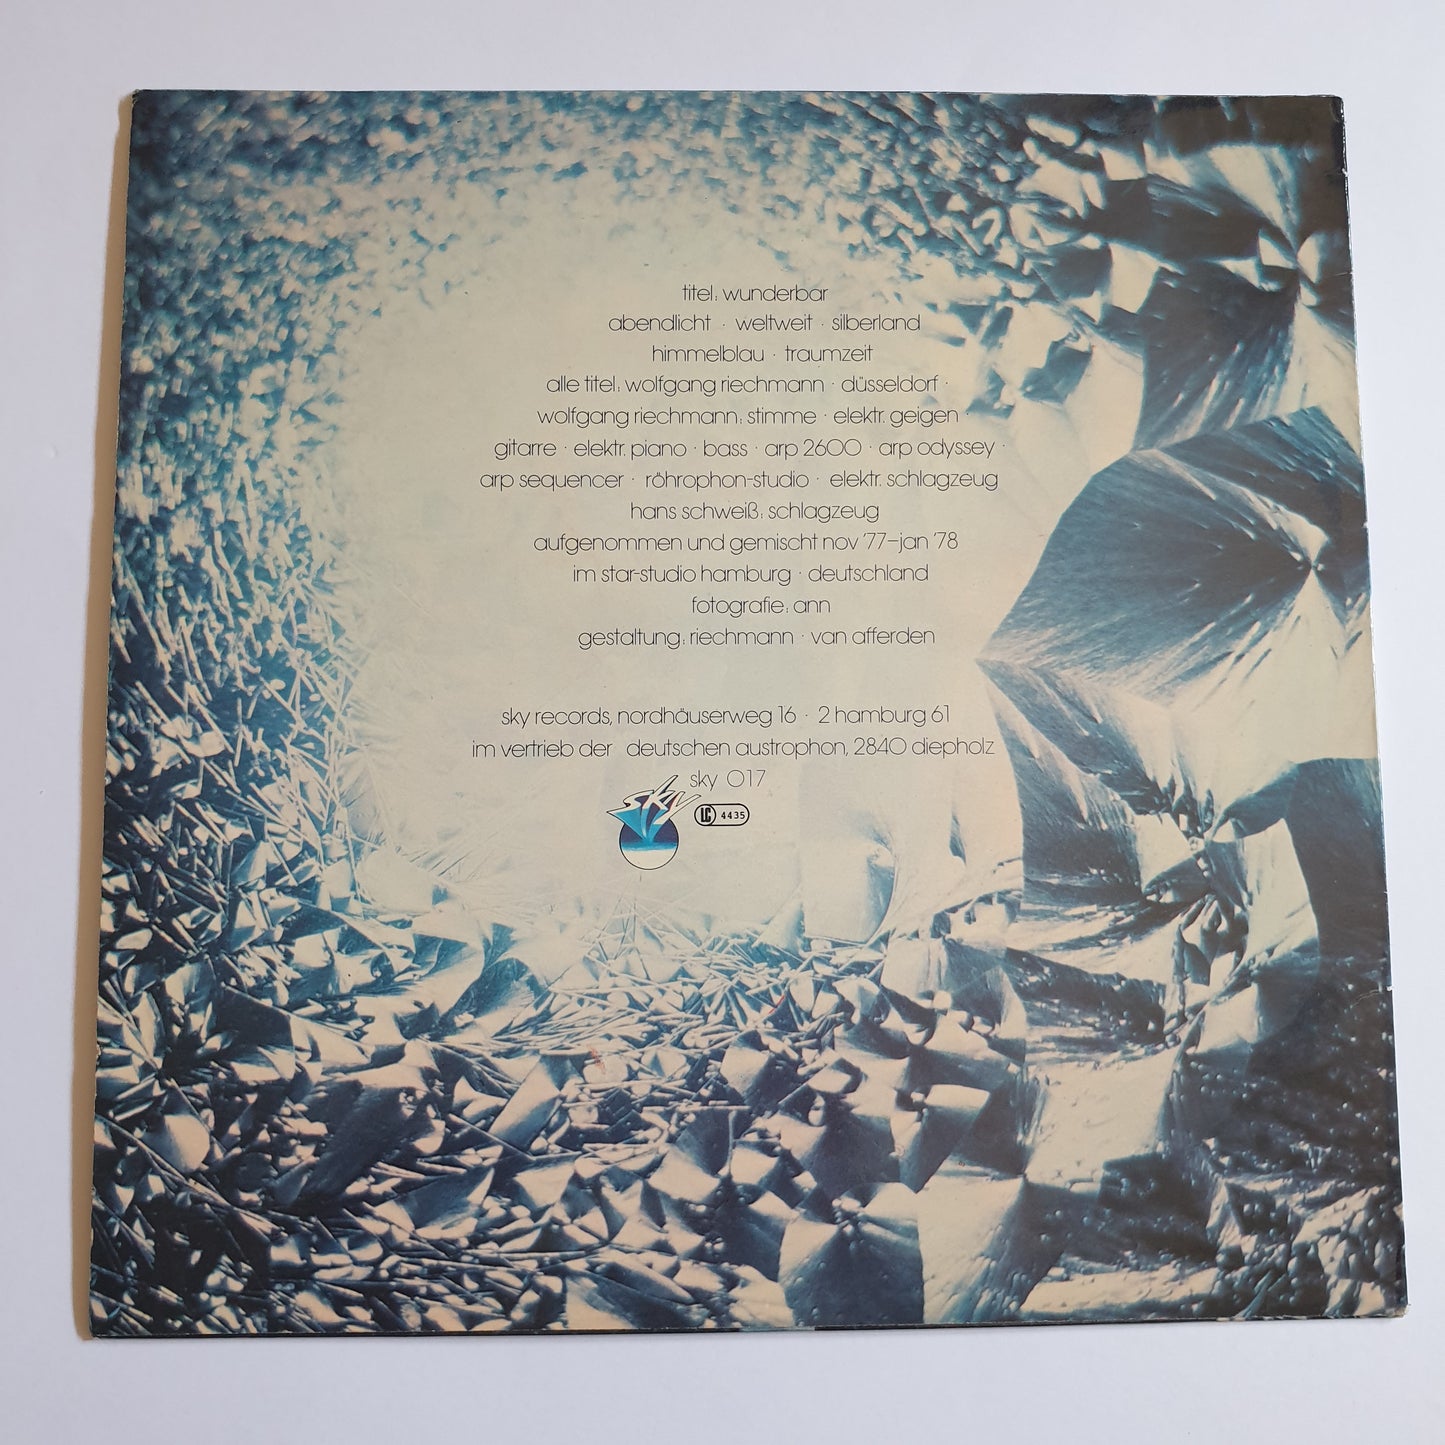 titel: wunderbar
abendlicht · weltweit · silberland
himmelblau · traumzeit
alle titel: wolfgang riechmann · düsseldorf ·
wolfgang riechmann: stimme · elektr. geigen ·
gitarre · elektr. piano · bass · arp 2600 · arp odyssey ·
arp sequencer · röhrophon-studio · elektr. schlagzeug
hans schweiß: schlagzeug
aufgenommen und gemischt nov '77–jan '78
im star-studio hamburg · deutschland
fotografie: ann
gestaltung: riechmann · van afferden
sky records, nordhäuserweg 16 · 2 hamburg 61
im vertrieb der deutschen austrophon, 2840 diepholz
sky 017
SKY
LC 4435